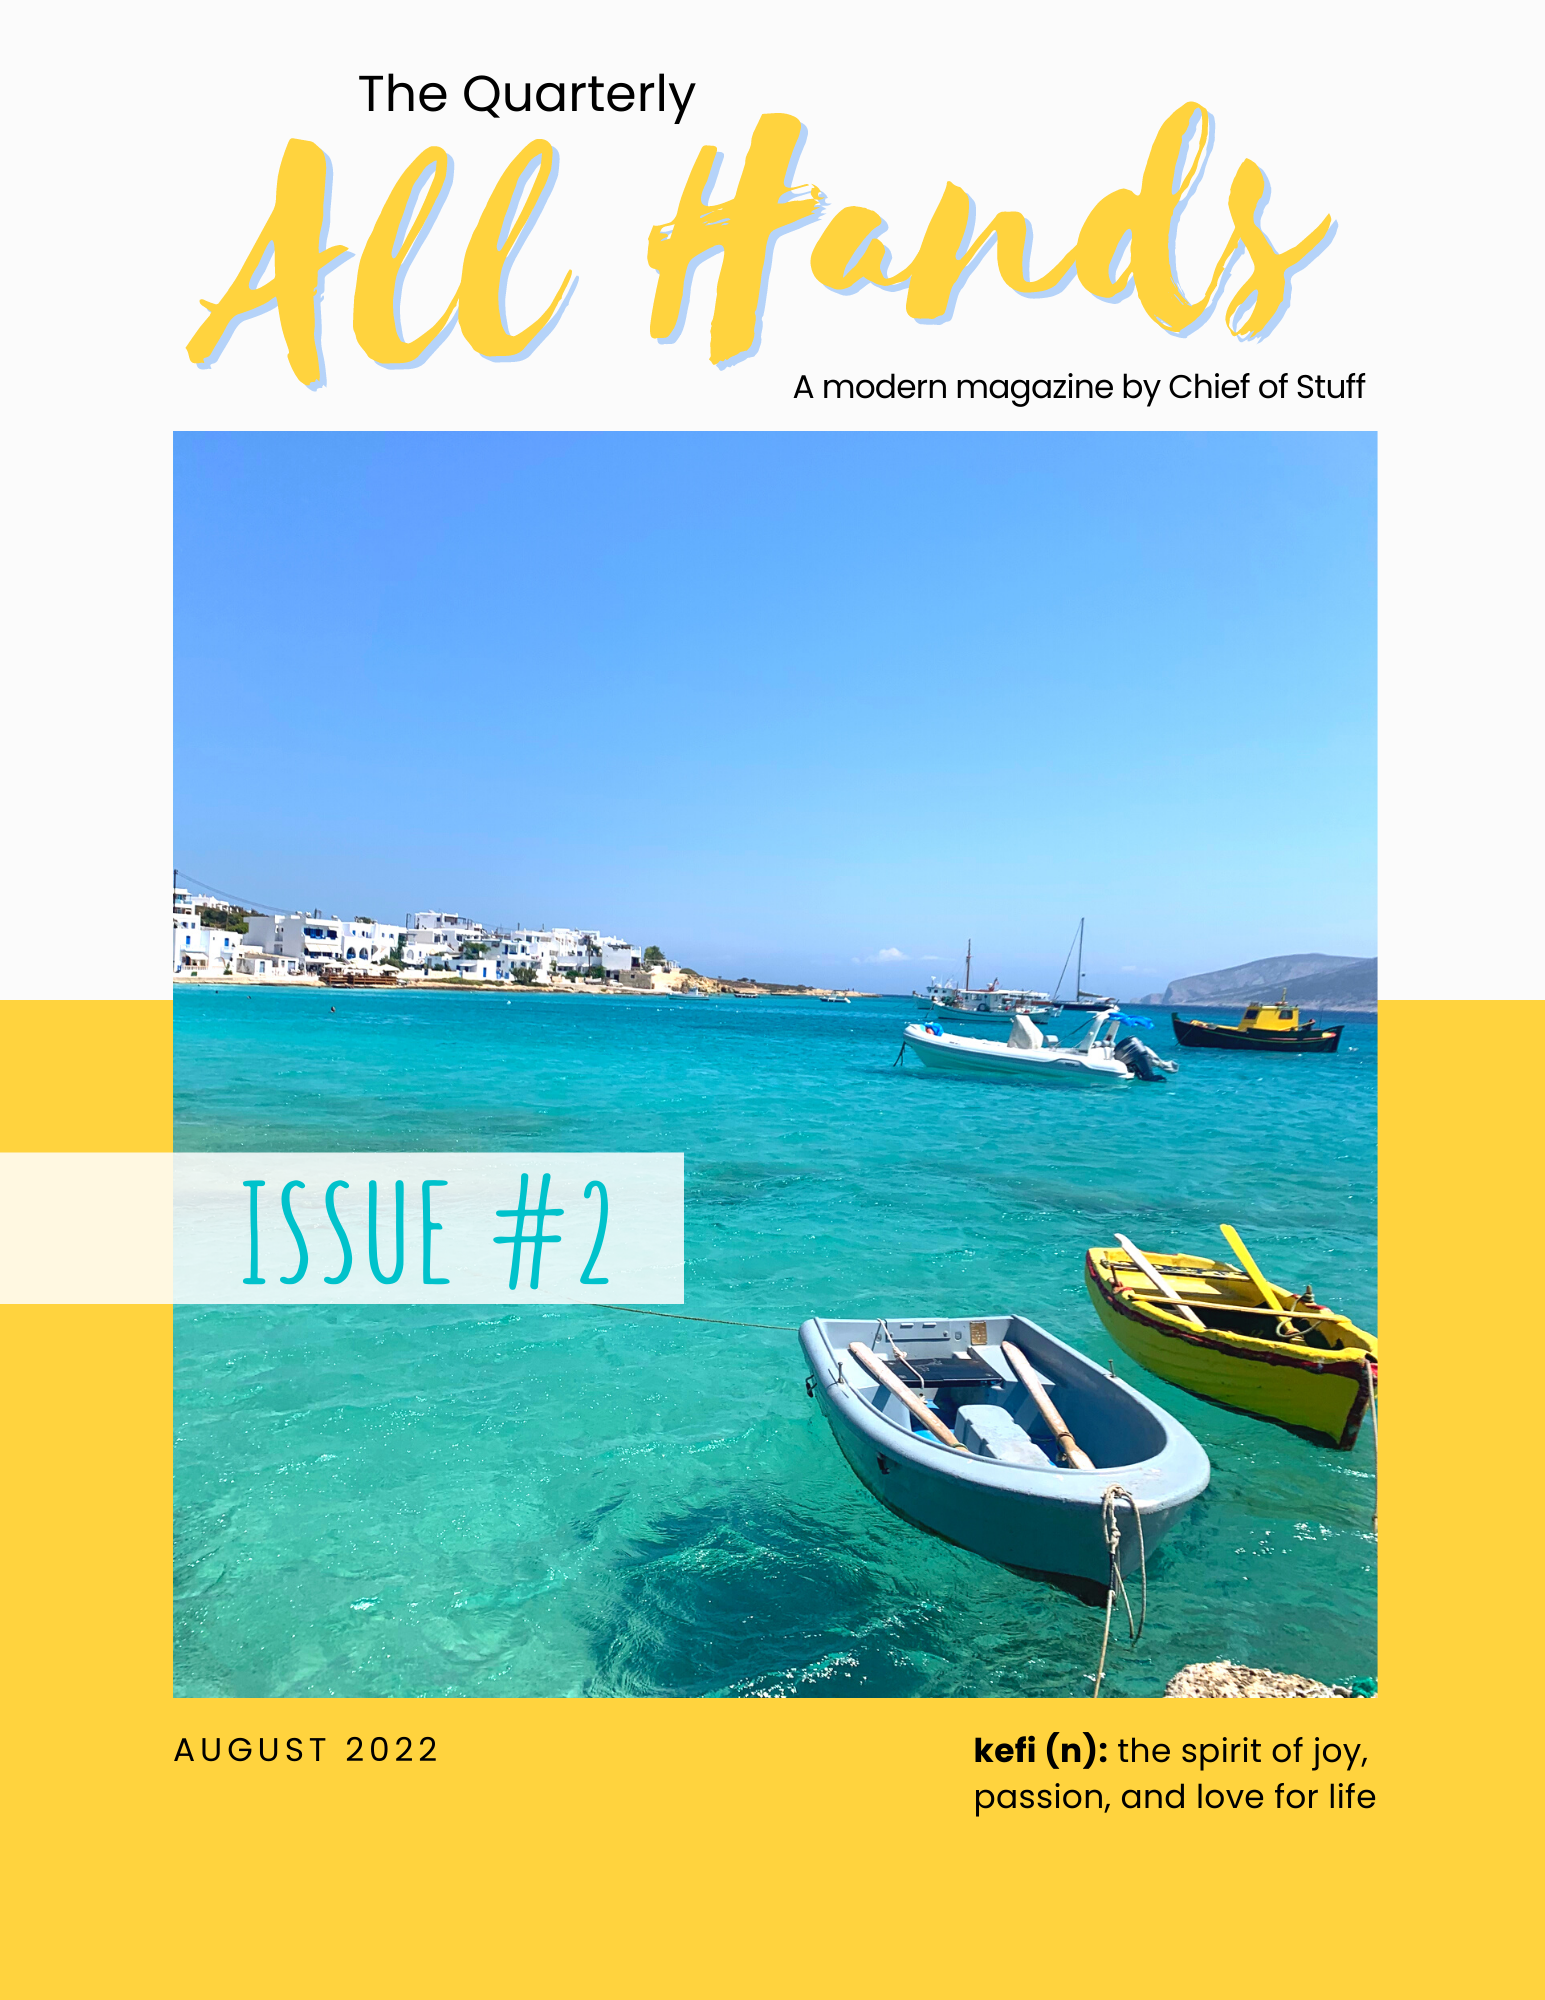 The Quarterly
All Hands
A modern magazine by Chief of Stuff
ISSUE #2
AUGUST 2022
kefi (n): the spirit of joy,
passion, and love for life